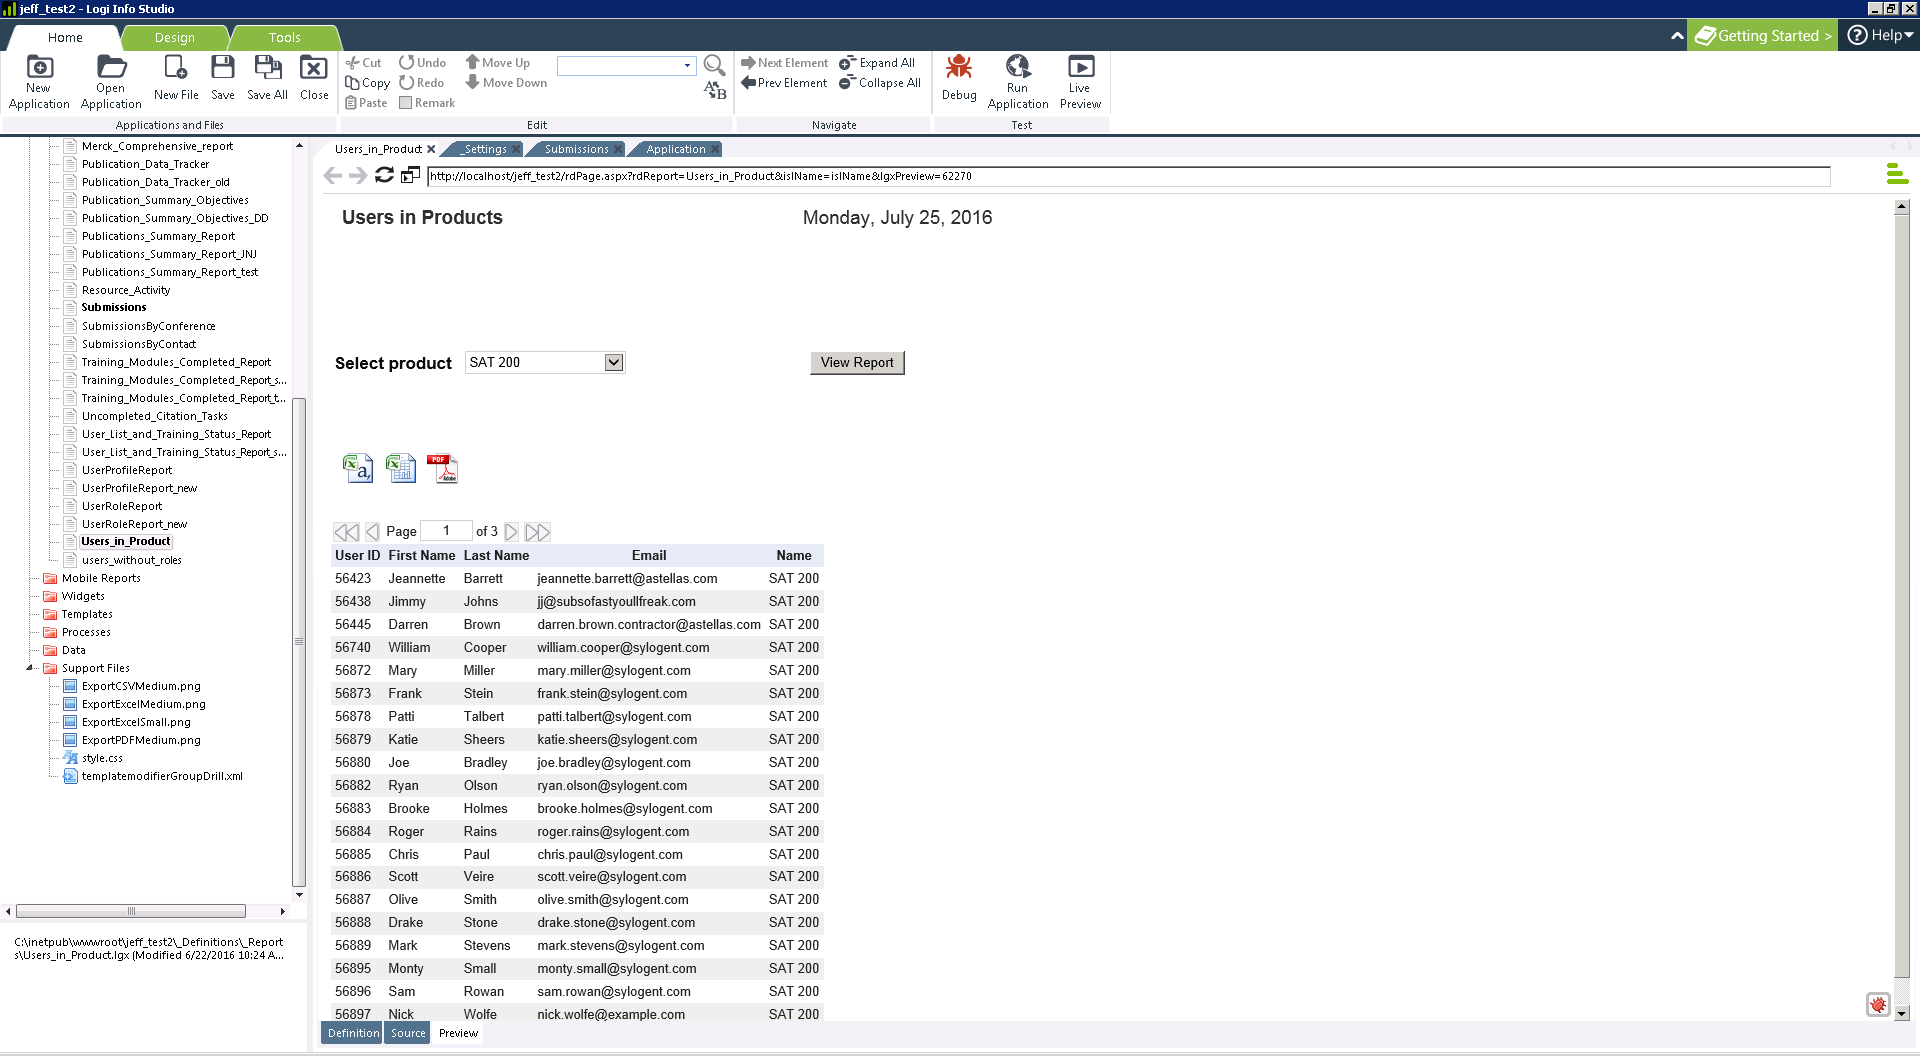 jeff_test2 - Logi Info Studio
Home
Design
Tools
Getting Started >
Help
New Application
Open Application
New File
Save
Save All
Close
Cut
Copy
Paste
Undo
Redo
Remark
Move Up
Move Down
Next Element
Prev Element
Expand All
Collapse All
Debug
Run Application
Live Preview
Applications and Files
Edit
Navigate
Test
Merck_Comprehensive_report
Publication_Data_Tracker
Publication_Data_Tracker_old
Publication_Summary_Objectives
Publication_Summary_Objectives_DD
Publications_Summary_Report
Publications_Summary_Report_JNJ
Publications_Summary_Report_test
Resource_Activity
Submissions
SubmissionsByConference
SubmissionsByContact
Training_Modules_Completed_Report
Training_Modules_Completed_Report_s...
Training_Modules_Completed_Report_t...
Uncompleted_Citation_Tasks
User_List_and_Training_Status_Report
User_List_and_Training_Status_Report_s...
UserProfileReport
UserProfileReport_new
UserRoleReport
UserRoleReport_new
Users_in_Product
users_without_roles
Mobile Reports
Widgets
Templates
Processes
Data
Support Files
ExportCSVMedium.png
ExportExcelMedium.png
ExportExcelSmall.png
ExportPDFMedium.png
style.css
templatemodifierGroupDrill.xml
C:\inetpub\wwwroot\jeff_test2\_Definitions\_Report
s\Users_in_Product.lgx (Modified 6/22/2016 10:24 A...
Users_in_Product
_Settings
Submissions
Application
http://localhost/jeff_test2/rdPage.aspx?rdReport=Users_in_Product&islName=islName&lgxPreview=62270
Users in Products
Monday, July 25, 2016
Select product SAT 200
View Report
a,
PDF Adobe
Page 1 of 3
User ID First Name Last Name Email Name
56423 Jeannette Barrett jeannette.barrett@astellas.com SAT 200
56438 Jimmy Johns jj@subsofastyoullfreak.com SAT 200
56445 Darren Brown darren.brown.contractor@astellas.com SAT 200
56740 William Cooper william.cooper@sylogent.com SAT 200
56872 Mary Miller mary.miller@sylogent.com SAT 200
56873 Frank Stein frank.stein@sylogent.com SAT 200
56878 Patti Talbert patti.talbert@sylogent.com SAT 200
56879 Katie Sheers katie.sheers@sylogent.com SAT 200
56880 Joe Bradley joe.bradley@sylogent.com SAT 200
56882 Ryan Olson ryan.olson@sylogent.com SAT 200
56883 Brooke Holmes brooke.holmes@sylogent.com SAT 200
56884 Roger Rains roger.rains@sylogent.com SAT 200
56885 Chris Paul chris.paul@sylogent.com SAT 200
56886 Scott Veire scott.veire@sylogent.com SAT 200
56887 Olive Smith olive.smith@sylogent.com SAT 200
56888 Drake Stone drake.stone@sylogent.com SAT 200
56889 Mark Stevens mark.stevens@sylogent.com SAT 200
56895 Monty Small monty.small@sylogent.com SAT 200
56896 Sam Rowan sam.rowan@sylogent.com SAT 200
56897 Nick Wolfe nick.wolfe@example.com SAT 200
Definition
Source
Preview